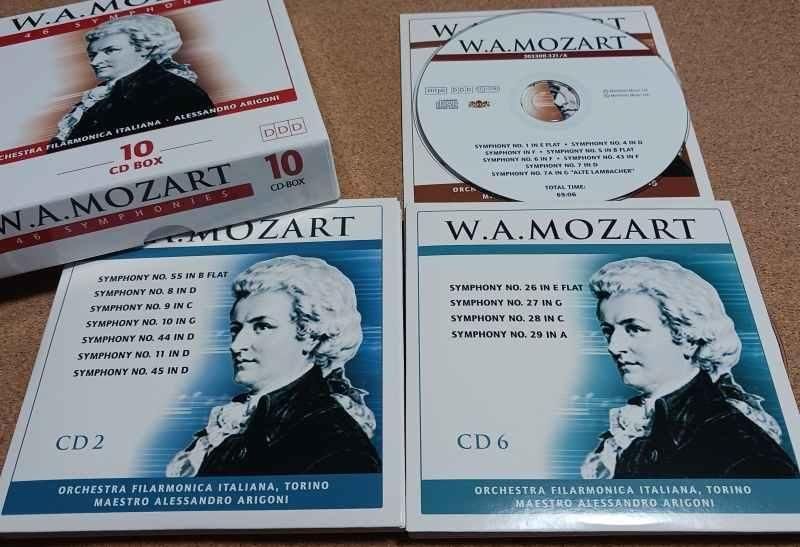 W.A.MOZART
46 SYMPHONIES
ORCHESTRA FILARMONICA ITALIANA · ALESSANDRO ARIGONI
10
CD BOX
DDD
W.A.MOZART
46 SYMPHONIES
10
CD-BOX
W.A.MOZART
DDD
SYMPHONY NO. 1 IN E FLAT • SYMPHONY NO. 4 IN D
SYMPHONY IN F • SYMPHONY NO. 5 IN B FLAT
SYMPHONY NO. 6 IN F • SYMPHONY NO. 43 IN F
SYMPHONY NO. 7 IN D
SYMPHONY NO. 7A IN G "ALTE LAMBACHER"
TOTAL TIME:
69:06
W.A.MOZART
SYMPHONY NO. 55 IN B FLAT
SYMPHONY NO. 8 IN D
SYMPHONY NO. 9 IN C
SYMPHONY NO. 10 IN G
SYMPHONY NO. 44 IN D
SYMPHONY NO. 11 IN D
SYMPHONY NO. 45 IN D
CD 2
ORCHESTRA FILARMONICA ITALIANA, TORINO
MAESTRO ALESSANDRO ARIGONI
W.A.MOZART
SYMPHONY NO. 26 IN E FLAT
SYMPHONY NO. 27 IN G
SYMPHONY NO. 28 IN C
SYMPHONY NO. 29 IN A
CD 6
ORCHESTRA FILARMONICA ITALIANA, TORINO
MAESTRO ALESSANDRO ARIGONI